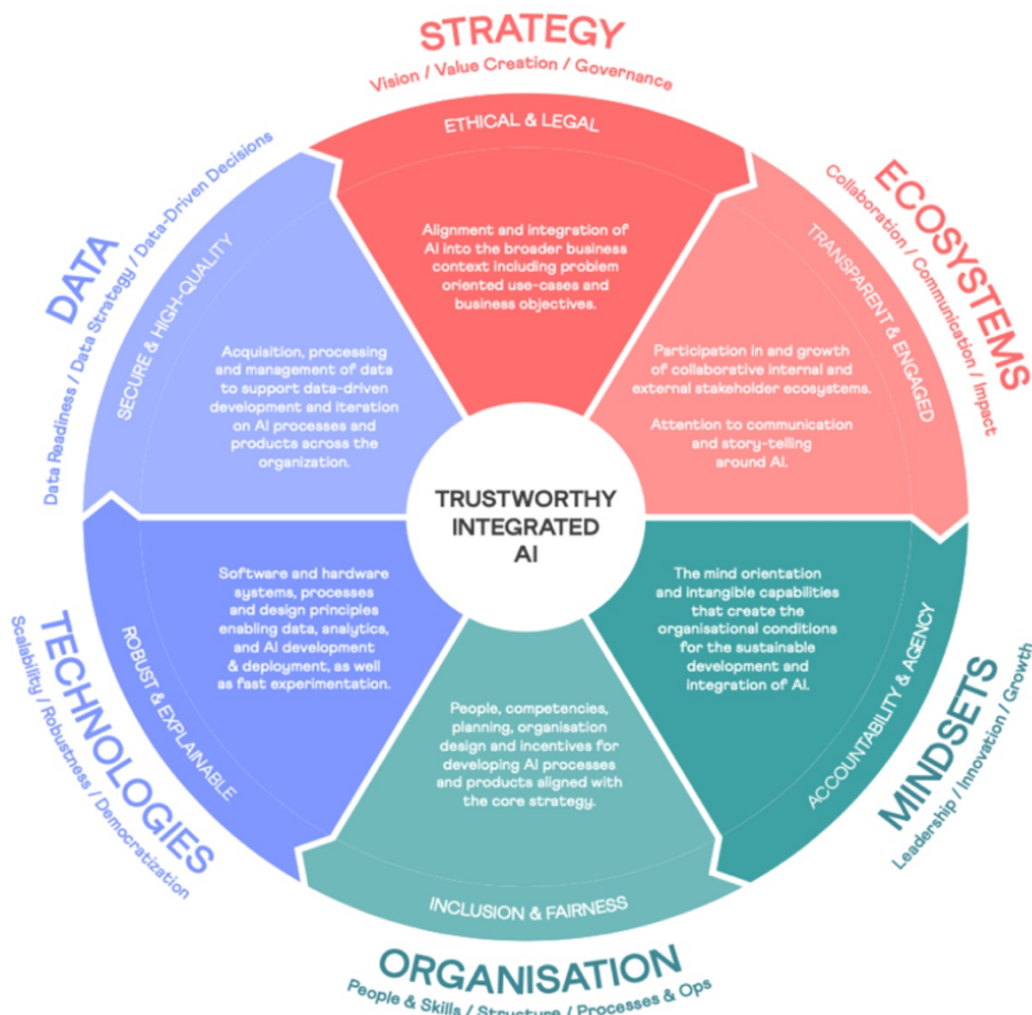 STRATEGY
Vision / Value Creation / Governance
ETHICAL & LEGAL
Alignment and integration of
AI into the broader business
context including problem
oriented use-cases and
business objectives.
ECOSYSTEMS
Collaboration / Communication / Impact
TRANSPARENT & ENGAGED
Participation in and growth
of collaborative internal and
external stakeholder ecosystems.
Attention to communication
and story-telling
around AI.
MINDSETS
Leadership / Innovation / Growth
ACCOUNTABILITY & AGENCY
The mind orientation
and intangible capabilities
that create the
organisational conditions
for the sustainable
development and
integration of AI.
ORGANISATION
People & Skills / Structure / Processes & Ops
INCLUSION & FAIRNESS
People, competencies,
planning, organisation
design and incentives for
developing AI processes
and products aligned with
the core strategy.
TECHNOLOGIES
Scalability / Robustness / Democratization
ROBUST & EXPLAINABLE
Software and hardware
systems, processes
and design principles
enabling data, analytics,
and AI development
& deployment, as well
as fast experimentation.
DATA
Data Readiness / Data Strategy / Data-Driven Decisions
SECURE & HIGH-QUALITY
Acquisition, processing
and management of data
to support data-driven
development and iteration
on AI processes and
products across the
organization.
TRUSTWORTHY
INTEGRATED
AI